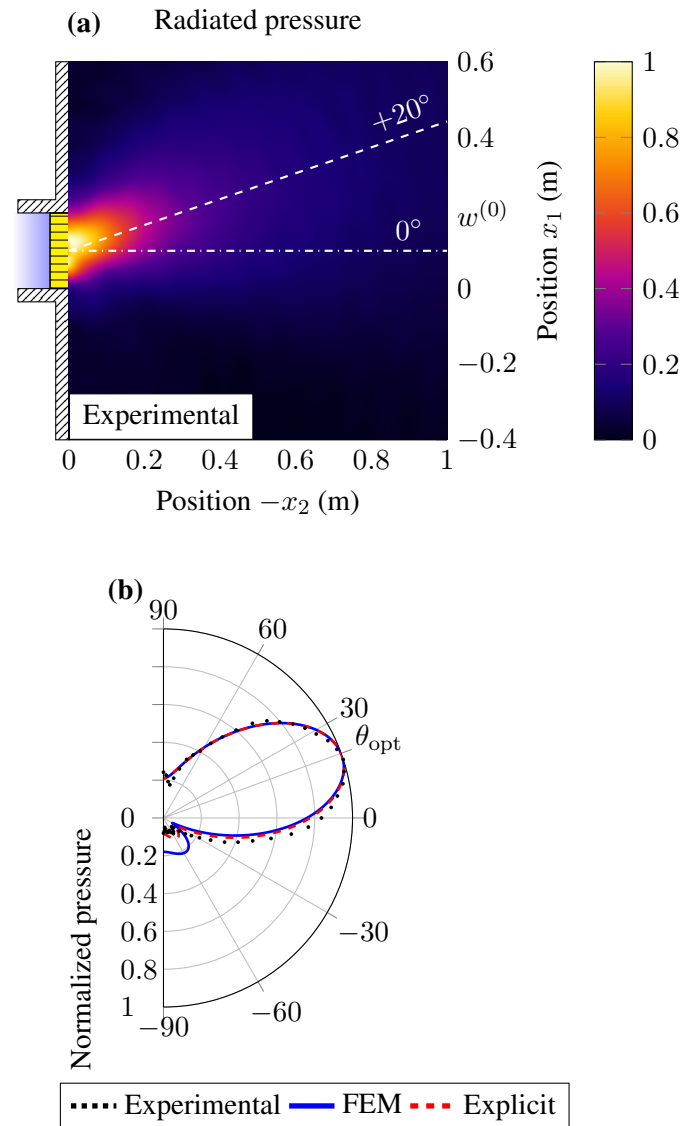 (a) Radiated pressure
+20°
0°
Experimental
0.6
0.4
w^{(0)}
0
−0.2
−0.4
0 0.2 0.4 0.6 0.8 1
Position −x_2 (m)
Position x_1 (m)
1
0.8
0.6
0.4
0.2
0
(b)
90
60
30
θ_opt
0
−30
−60
−90
0
0.2
0.4
0.6
0.8
1
Normalized pressure
Experimental FEM Explicit